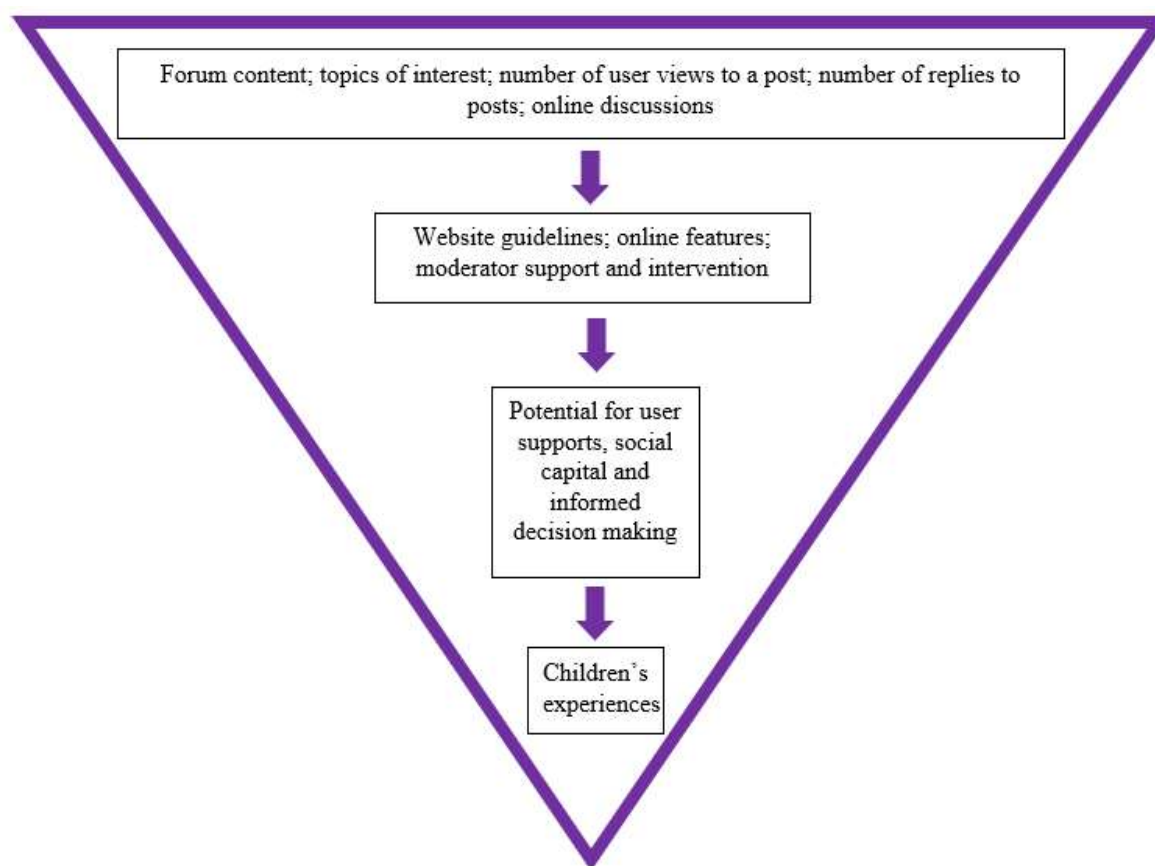 Forum content; topics of interest; number of user views to a post; number of replies to
posts; online discussions
Website guidelines; online features;
moderator support and intervention
Potential for user
supports, social
capital and
informed
decision making
Children’s
experiences